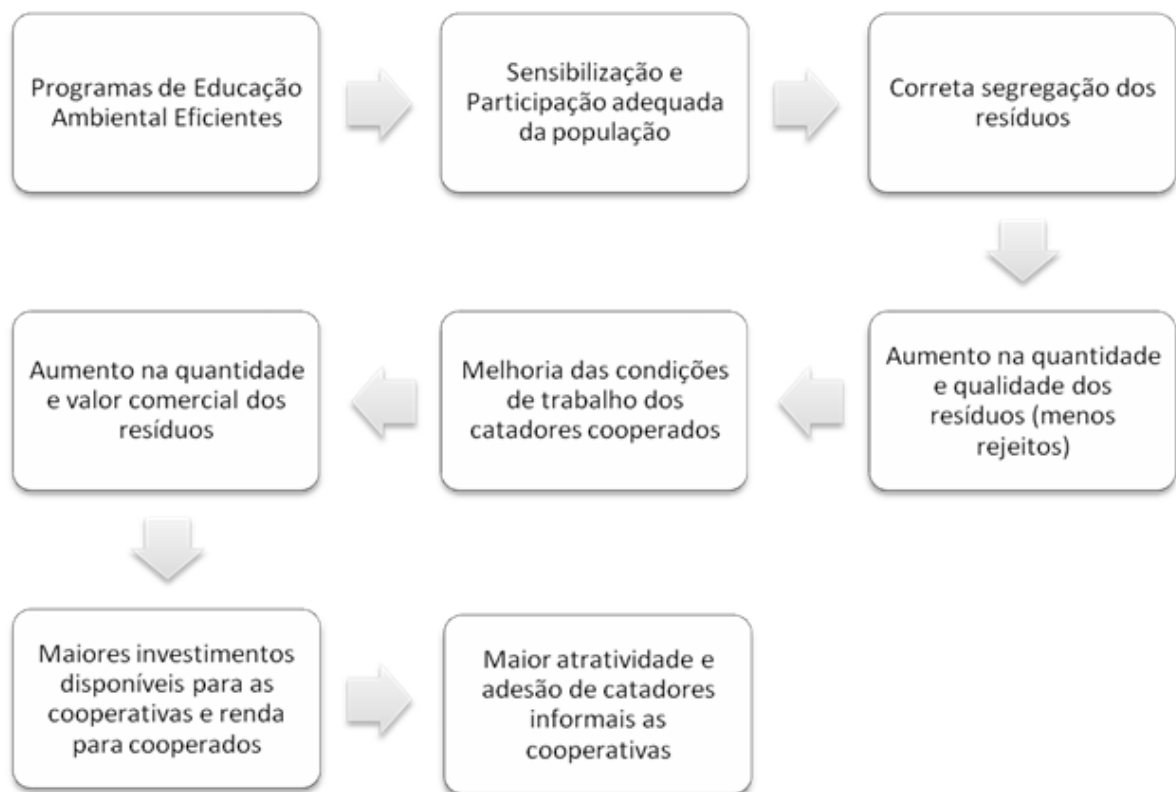 Programas de Educação
Ambiental Eficientes
Sensibilização e
Participação adequada
da população
Correta segregação dos
resíduos
Aumento na quantidade
e qualidade dos
resíduos (menos
rejeitos)
Melhoria das condições
de trabalho dos
catadores cooperados
Aumento na quantidade
e valor comercial dos
resíduos
Maiores investimentos
disponíveis para as
cooperativas e renda
para cooperados
Maior atratividade e
adesão de catadores
informais as
cooperativas